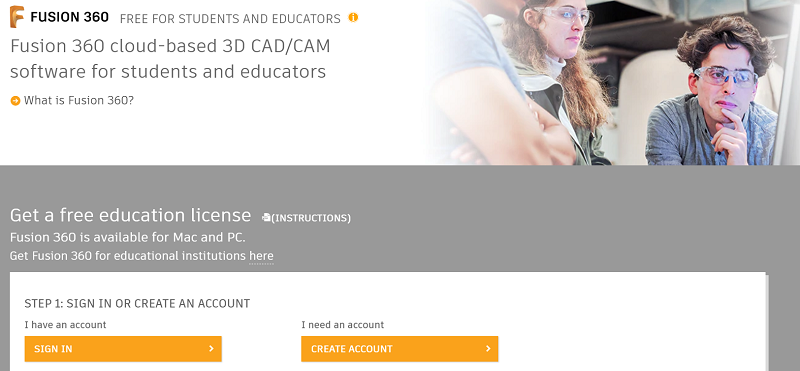 FUSION 360 FREE FOR STUDENTS AND EDUCATORS i
Fusion 360 cloud-based 3D CAD/CAM
software for students and educators
What is Fusion 360?
Get a free education license (INSTRUCTIONS)
Fusion 360 is available for Mac and PC.
Get Fusion 360 for educational institutions here
STEP 1: SIGN IN OR CREATE AN ACCOUNT
I have an account I need an account
SIGN IN CREATE ACCOUNT